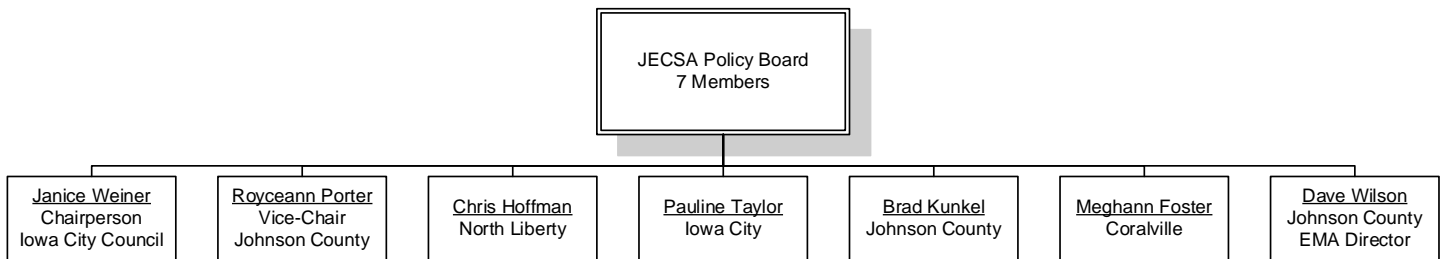 JECSA Policy Board
7 Members
Janice Weiner
Chairperson
Iowa City Council
Royceann Porter
Vice-Chair
Johnson County
Chris Hoffman
North Liberty
Pauline Taylor
Iowa City
Brad Kunkel
Johnson County
Meghann Foster
Coralville
Dave Wilson
Johnson County
EMA Director